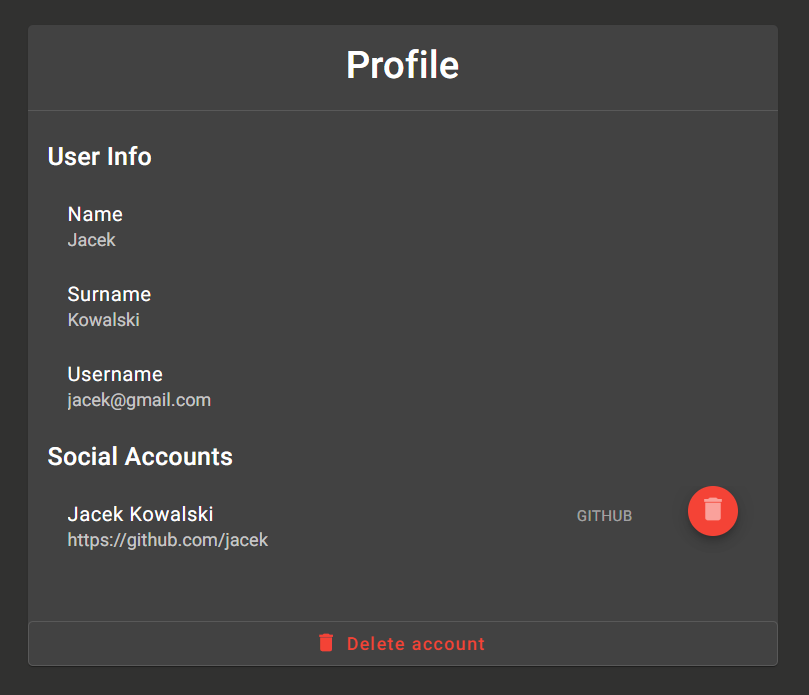 Profile
User Info
Name
Jacek
Surname
Kowalski
Username
jacek@gmail.com
Social Accounts
Jacek Kowalski
GITHUB
https://github.com/jacek
Delete account